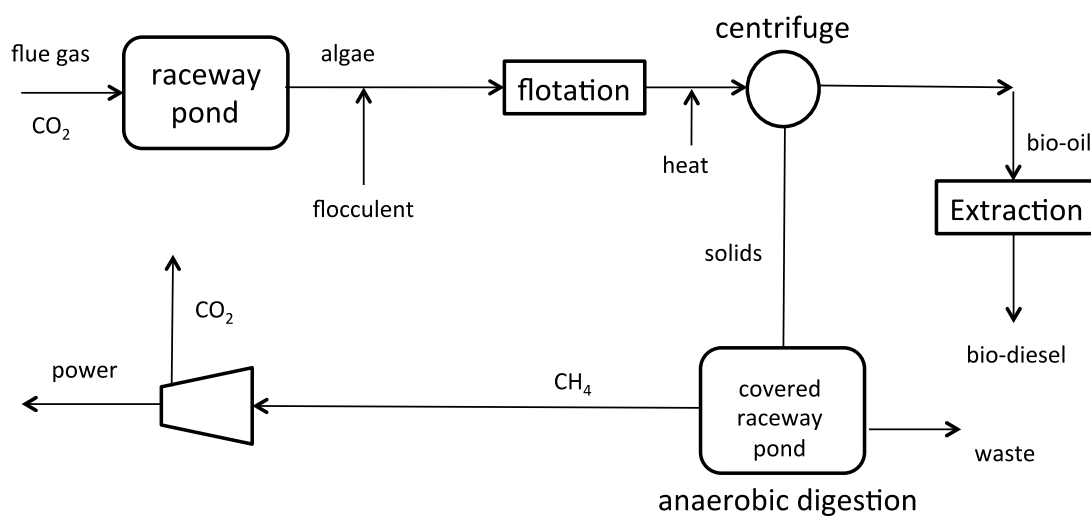 centrifuge
flue gas
CO₂
raceway
pond
algae
flocculent
flotation
heat
bio-oil
Extraction
bio-diesel
solids
CO₂
power
CH₄
covered
raceway
pond
waste
anaerobic digestion